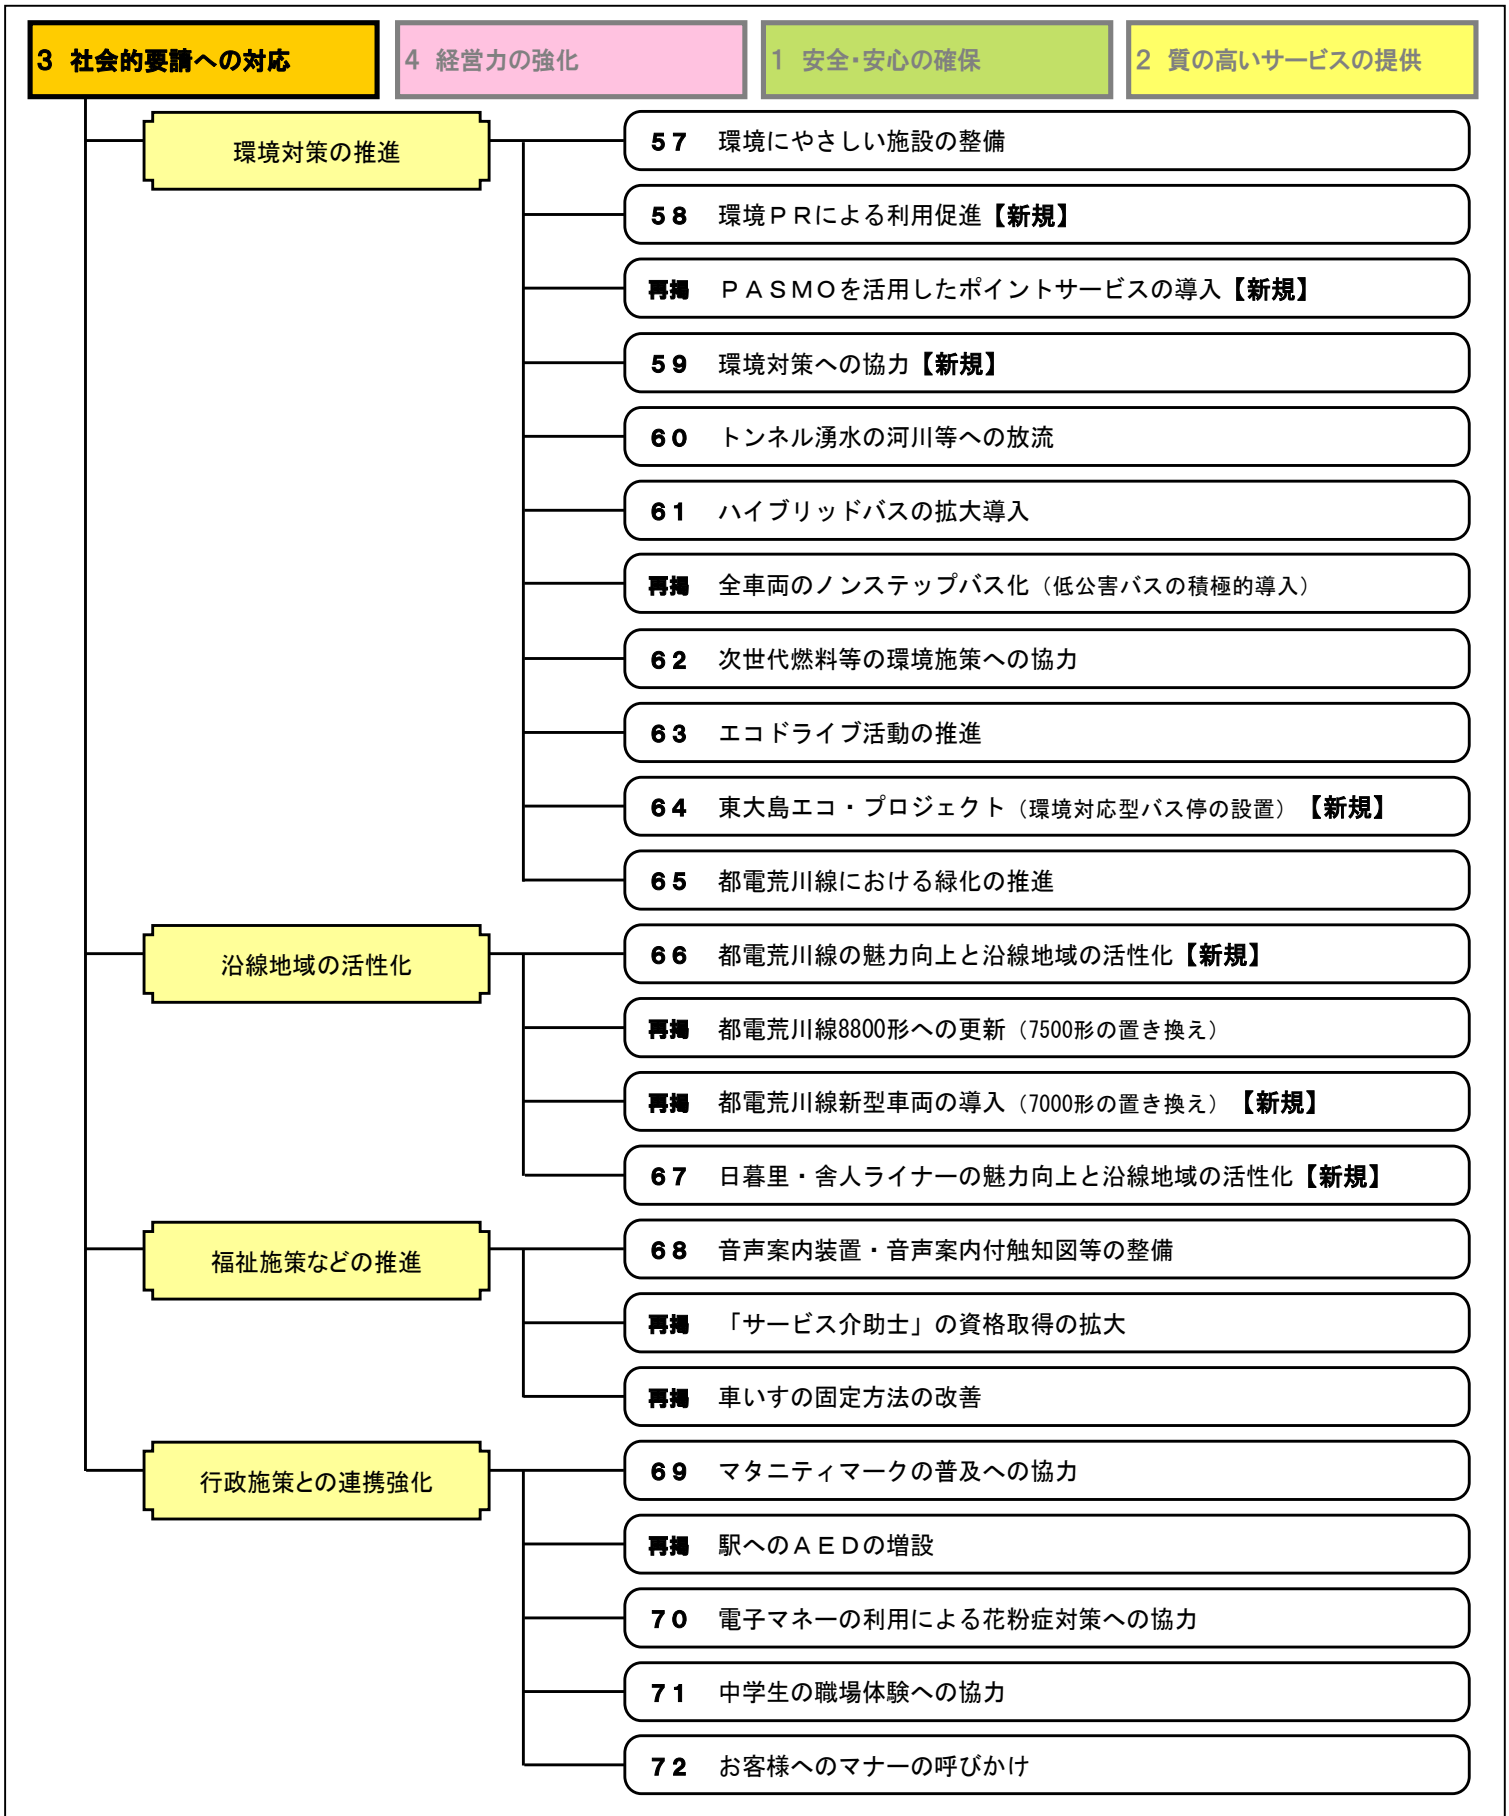 3 社会的要請への対応
4 経営力の強化
1 安全・安心の確保
2 質の高いサービスの提供
環境対策の推進
57 環境にやさしい施設の整備
58 環境PRによる利用促進【新規】
再掲 PASMOを活用したポイントサービスの導入【新規】
59 環境対策への協力【新規】
60 トンネル湧水の河川等への放流
61 ハイブリッドバスの拡大導入
再掲 全車両のノンステップバス化（低公害バスの積極的導入）
62 次世代燃料等の環境施策への協力
63 エコドライブ活動の推進
64 東大島エコ・プロジェクト（環境対応型バス停の設置）【新規】
65 都電荒川線における緑化の推進
沿線地域の活性化
66 都電荒川線の魅力向上と沿線地域の活性化【新規】
再掲 都電荒川線8800形への更新（7500形の置き換え）
再掲 都電荒川線新型車両の導入（7000形の置き換え）【新規】
67 日暮里・舎人ライナーの魅力向上と沿線地域の活性化【新規】
福祉施策などの推進
68 音声案内装置・音声案内付触知図等の整備
再掲 「サービス介助士」の資格取得の拡大
再掲 車いすの固定方法の改善
行政施策との連携強化
69 マタニティマークの普及への協力
再掲 駅へのAEDの増設
70 電子マネーの利用による花粉症対策への協力
71 中学生の職場体験への協力
72 お客様へのマナーの呼びかけ